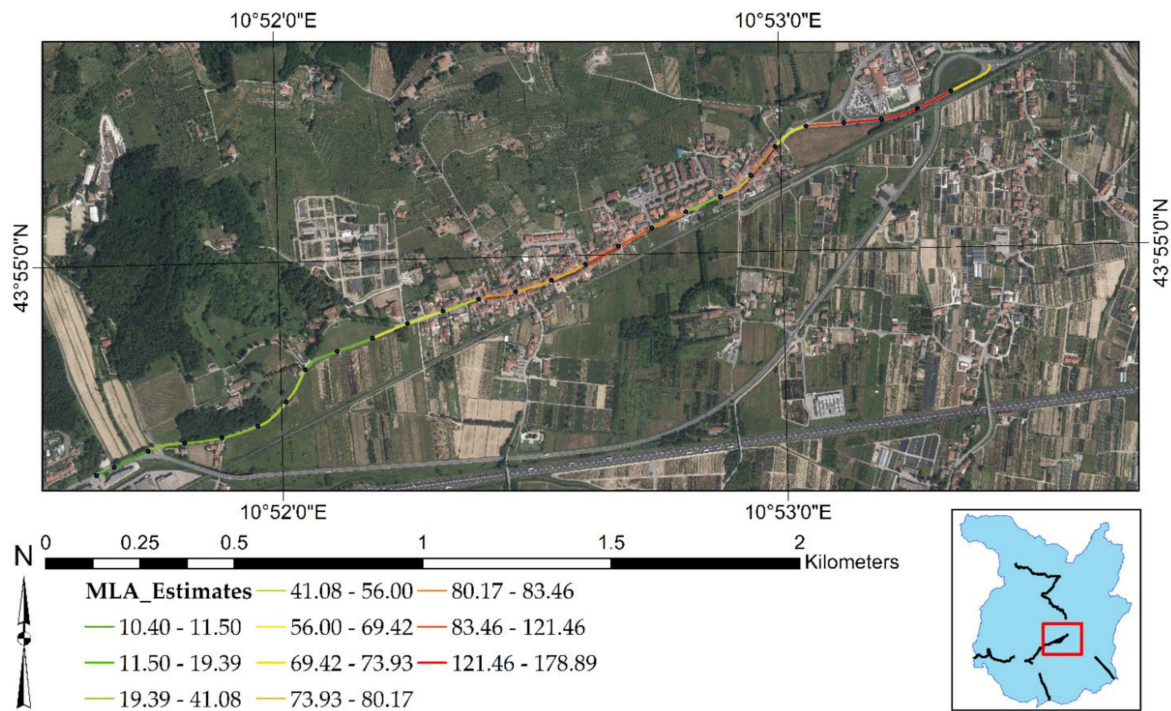 10°52'0"E 10°53'0"E
43°55'0"N 43°55'0"N
10°52'0"E 10°53'0"E
N
0 0.25 0.5 1 1.5 2
Kilometers
MLA_Estimates 41.08 - 56.00 80.17 - 83.46
10.40 - 11.50 56.00 - 69.42 83.46 - 121.46
11.50 - 19.39 69.42 - 73.93 121.46 - 178.89
19.39 - 41.08 73.93 - 80.17